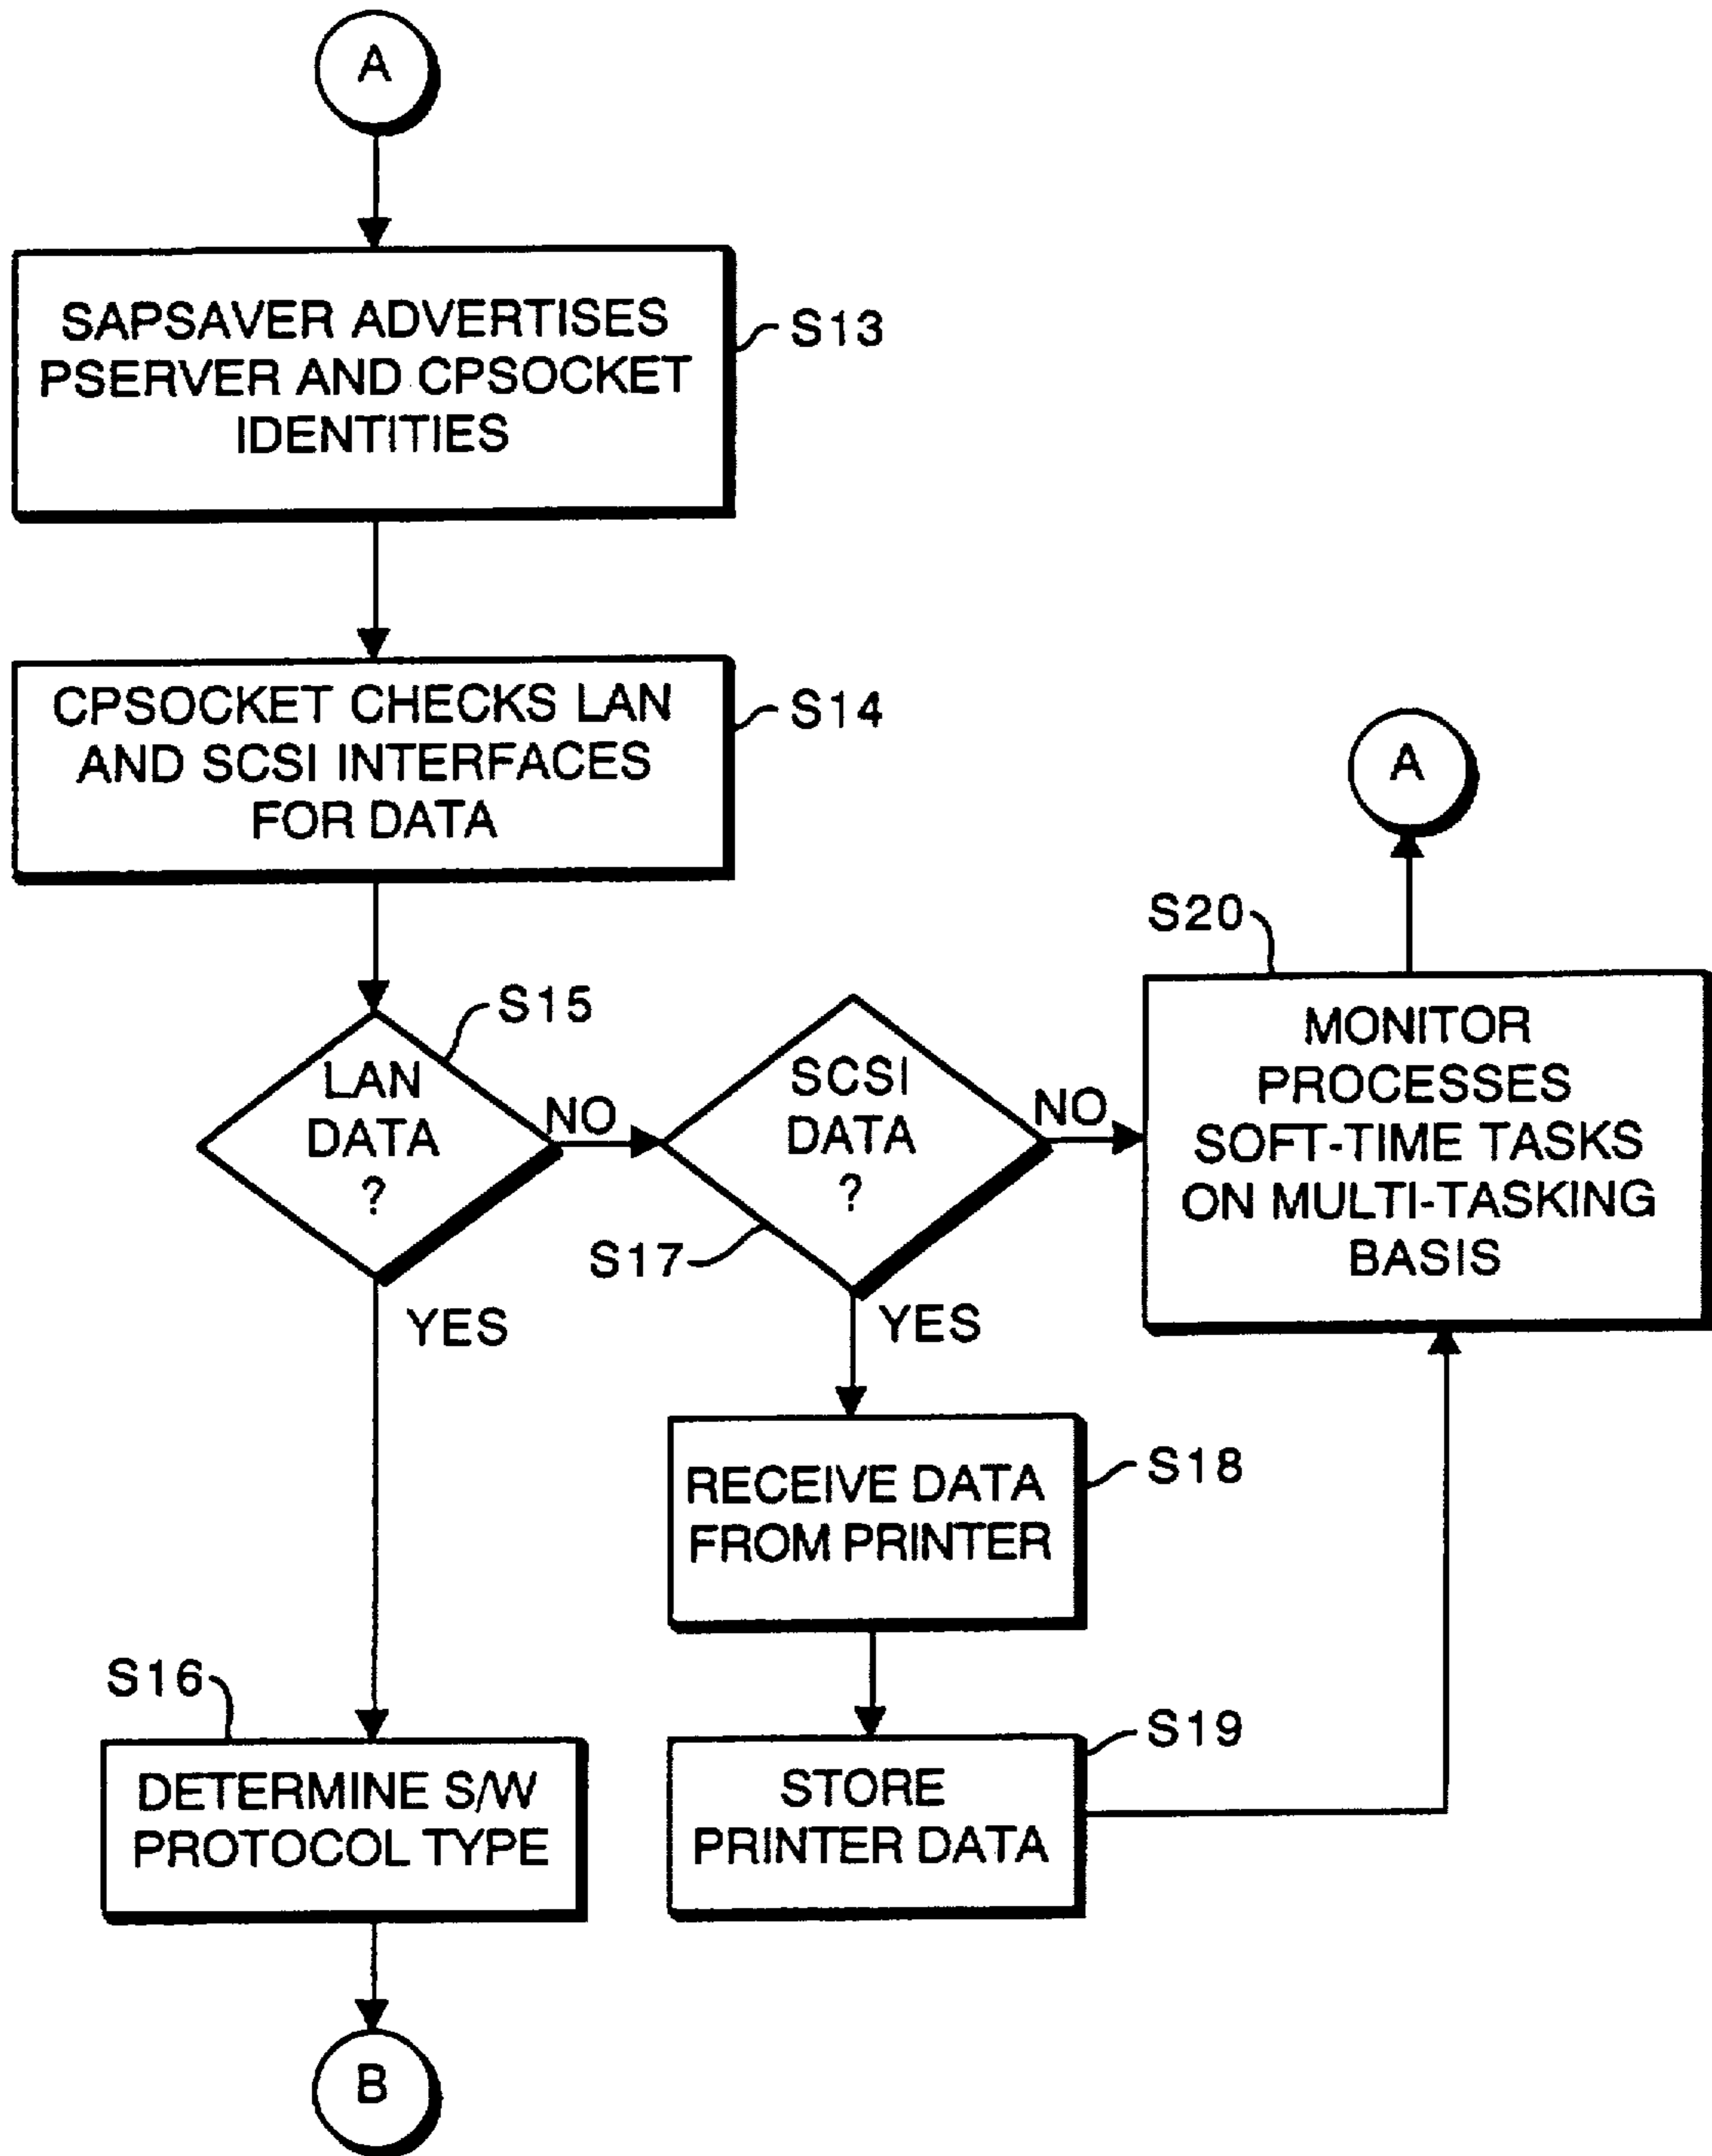 A
SAPSAVER ADVERTISES
PSERVER AND CPSOCKET
IDENTITIES
S13
CPSOCKET CHECKS LAN
AND SCSI INTERFACES
FOR DATA
S14
A
S20
S15
LAN
DATA
?
NO
YES
SCSI
DATA
?
NO
S17
YES
MONITOR
PROCESSES
SOFT-TIME TASKS
ON MULTI-TASKING
BASIS
RECEIVE DATA
FROM PRINTER
S18
S16
DETERMINE S/W
PROTOCOL TYPE
STORE
PRINTER DATA
S19
B